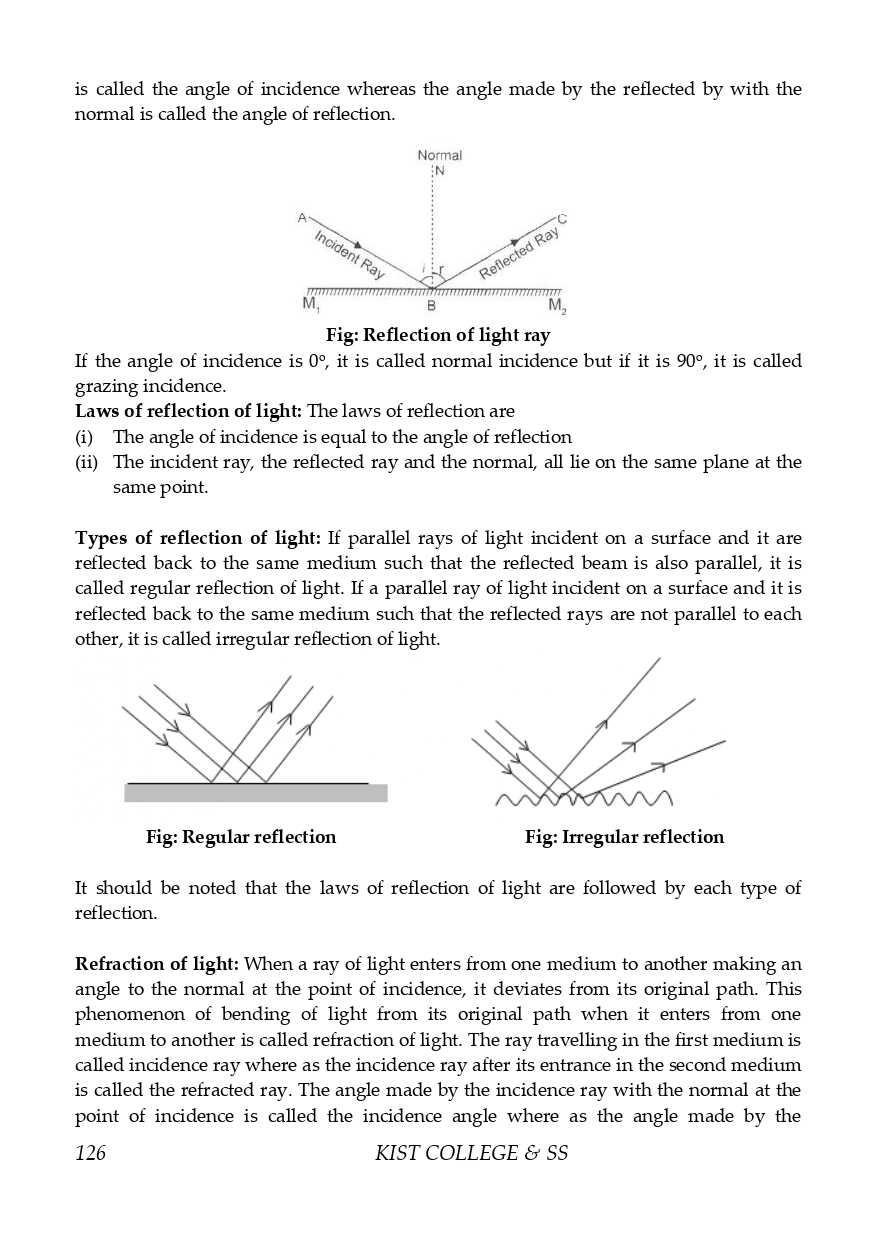 is called the angle of incidence whereas the angle made by the reflected by with the
normal is called the angle of reflection.
Normal
N
A
C
Incident Ray
Reflected Ray
i
r
M1
B
M2
Fig: Reflection of light ray
If the angle of incidence is 0º, it is called normal incidence but if it is 90º, it is called
grazing incidence.
Laws of reflection of light: The laws of reflection are
(i) The angle of incidence is equal to the angle of reflection
(ii) The incident ray, the reflected ray and the normal, all lie on the same plane at the
same point.
Types of reflection of light: If parallel rays of light incident on a surface and it are
reflected back to the same medium such that the reflected beam is also parallel, it is
called regular reflection of light. If a parallel ray of light incident on a surface and it is
reflected back to the same medium such that the reflected rays are not parallel to each
other, it is called irregular reflection of light.
Fig: Regular reflection
Fig: Irregular reflection
It should be noted that the laws of reflection of light are followed by each type of
reflection.
Refraction of light: When a ray of light enters from one medium to another making an
angle to the normal at the point of incidence, it deviates from its original path. This
phenomenon of bending of light from its original path when it enters from one
medium to another is called refraction of light. The ray travelling in the first medium is
called incidence ray where as the incidence ray after its entrance in the second medium
is called the refracted ray. The angle made by the incidence ray with the normal at the
point of incidence is called the incidence angle where as the angle made by the
126
KIST COLLEGE & SS